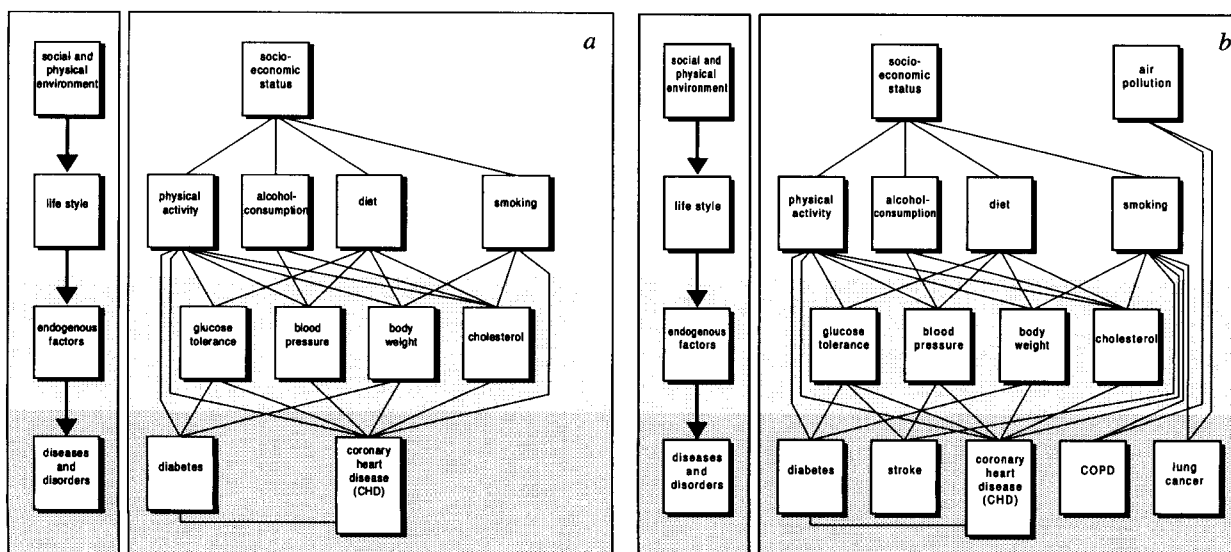 a
social and
physical
environment
socio-
economic
status
life style
physical
activity
alcohol-
consumption
diet
smoking
endogenous
factors
glucose
tolerance
blood
pressure
body
weight
cholesterol
diseases
and
disorders
diabetes
coronary
heart
disease
(CHD)
b
social and
physical
environment
socio-
economic
status
air
pollution
life style
physical
activity
alcohol-
consumption
diet
smoking
endogenous
factors
glucose
tolerance
blood
pressure
body
weight
cholesterol
diseases
and
disorders
diabetes
stroke
coronary
heart
disease
(CHD)
COPD
lung
cancer